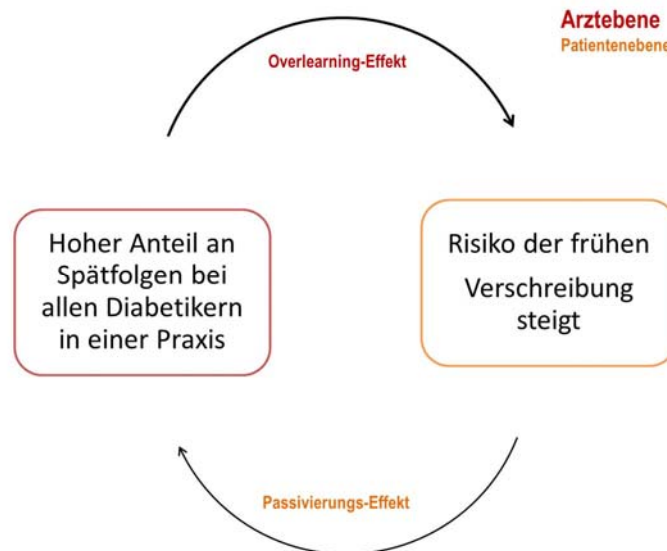 Arztebene
Patientenebene
Overlearning-Effekt
Hoher Anteil an
Spätfolgen bei
allen Diabetikern
in einer Praxis
Risiko der frühen
Verschreibung
steigt
Passivierungs-Effekt